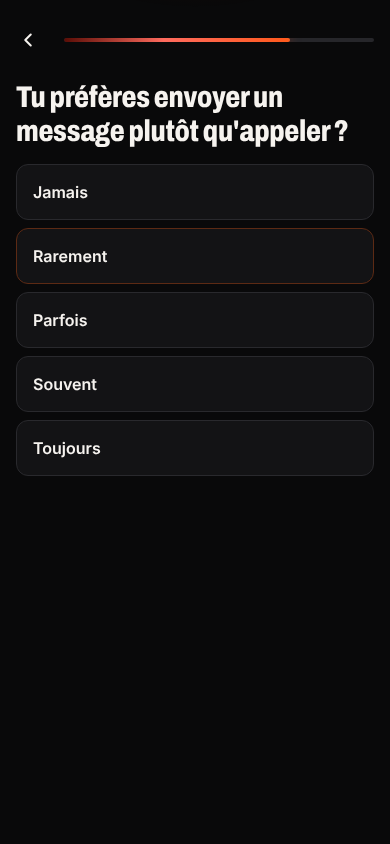 Tu préfères envoyer un
message plutôt qu'appeler ?
Jamais
Rarement
Parfois
Souvent
Toujours